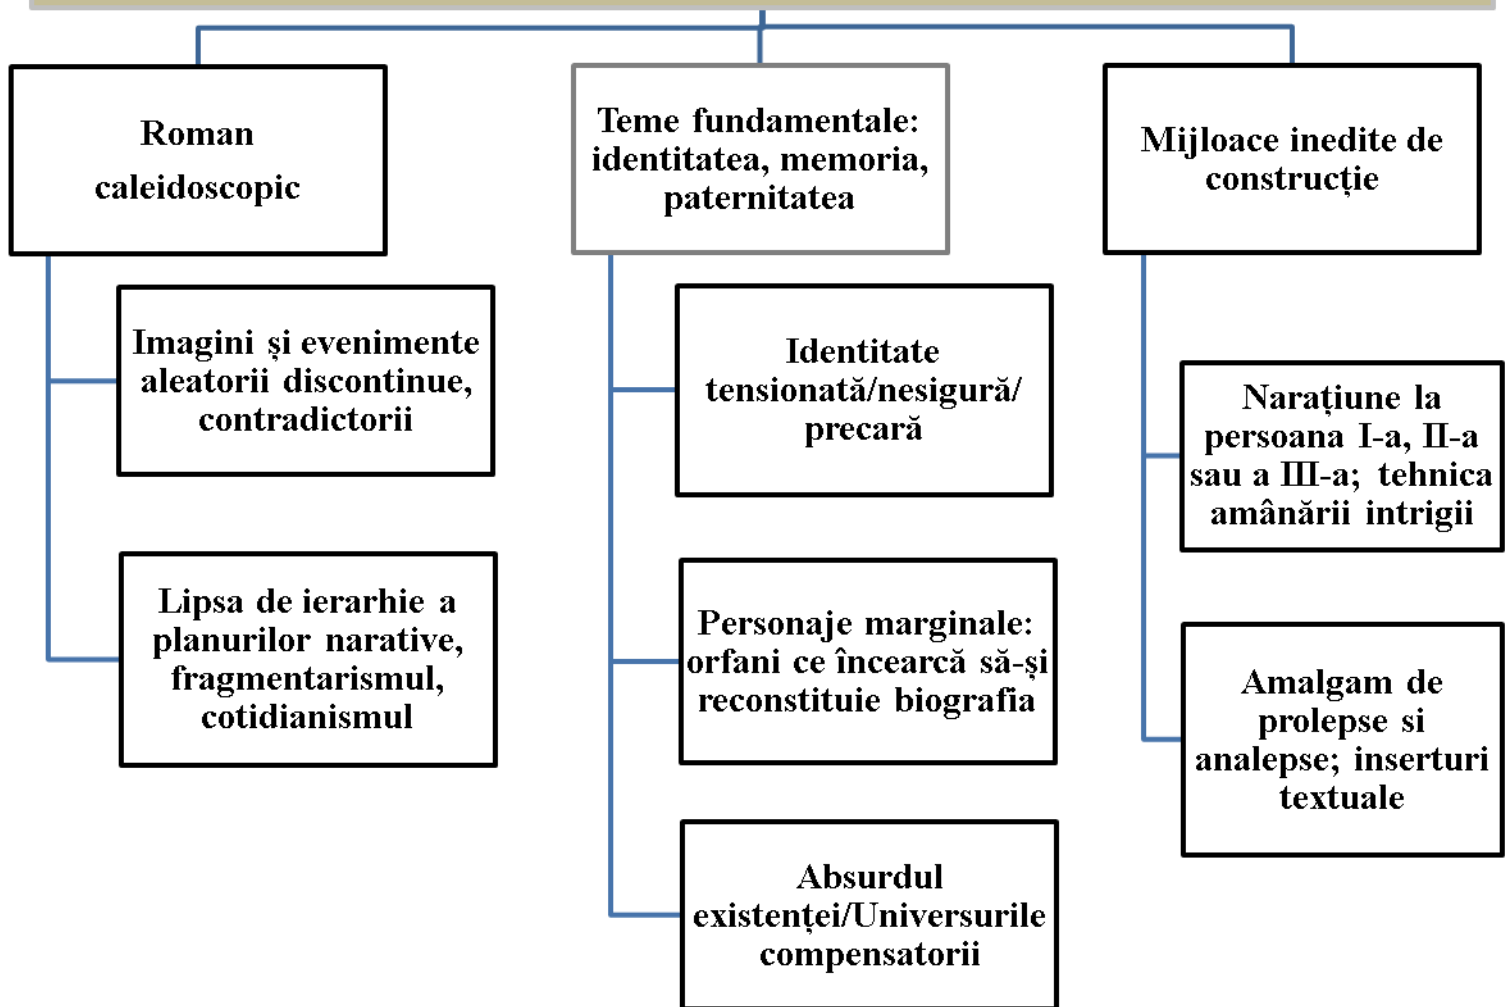 Roman
caleidoscopic
Imagini și evenimente
aleatorii discontinue,
contradictorii
Lipsa de ierarhie a
planurilor narative,
fragmentarismul,
cotidianismul
Teme fundamentale:
identitatea, memoria,
paternitatea
Identitate
tensionată/nesigură/
precară
Personaje marginale:
orfani ce încearcă să-și
reconstituie biografia
Absurdul
existenței/Universurile
compensatorii
Mijloace inedite de
construcție
Narațiune la
persoana I-a, II-a
sau a III-a; tehnica
amânării intrigii
Amalgam de
prolepse si
analepse; inserturi
textuale